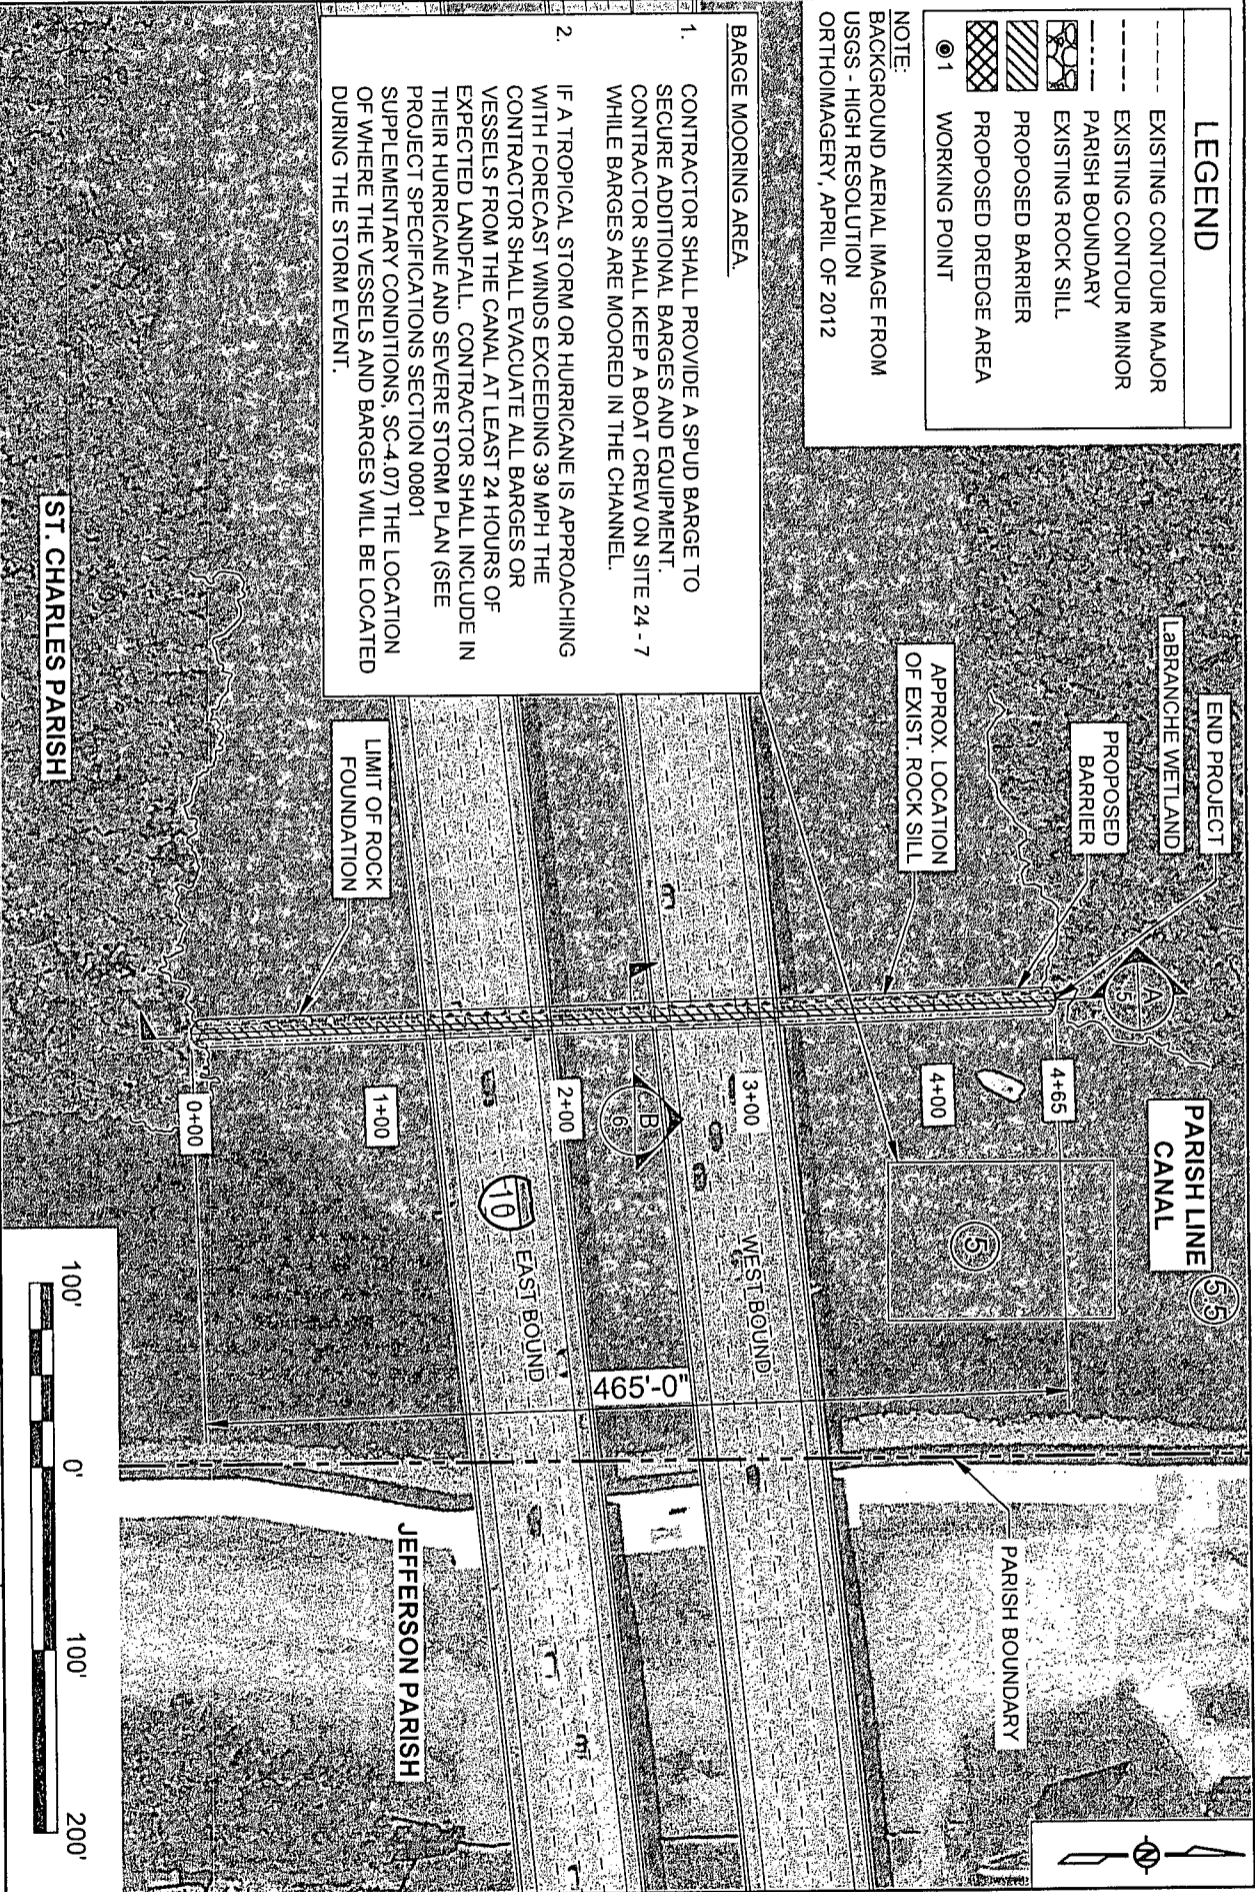 LEGEND
EXISTING CONTOUR MAJOR
EXISTING CONTOUR MINOR
PARISH BOUNDARY
EXISTING ROCK SILL
PROPOSED BARRIER
PROPOSED DREDGE AREA
1 WORKING POINT
NOTE:
BACKGROUND AERIAL IMAGE FROM
USGS - HIGH RESOLUTION
ORTHOIMAGERY, APRIL OF 2012
BARGE MOORING AREA
1. CONTRACTOR SHALL PROVIDE A SPUD BARGE TO
SECURE ADDITIONAL BARGES AND EQUIPMENT.
CONTRACTOR SHALL KEEP A BOAT CREW ON SITE 24 - 7
WHILE BARGES ARE MOORED IN THE CHANNEL.
2. IF A TROPICAL STORM OR HURRICANE IS APPROACHING
WITH FORECAST WINDS EXCEEDING 39 MPH THE
CONTRACTOR SHALL EVACUATE ALL BARGES OR
VESSELS FROM THE CANAL AT LEAST 24 HOURS OF
EXPECTED LANDFALL. CONTRACTOR SHALL INCLUDE IN
THEIR HURRICANE AND SEVERE STORM PLAN (SEE
PROJECT SPECIFICATIONS SECTION 00801
SUPPLEMENTARY CONDITIONS, SC-4.07) THE LOCATION
OF WHERE THE VESSELS AND BARGES WILL BE LOCATED
DURING THE STORM EVENT.
END PROJECT
LaBRANCHE WETLAND
PROPOSED
BARRIER
APPROX. LOCATION
OF EXIST. ROCK SILL
LIMIT OF ROCK
FOUNDATION
ST. CHARLES PARISH
A
5
PARISH LINE
CANAL
5.5
4+65
4+00
5
3+00
B
6
2+00
1+00
0+00
WEST BOUND
10
EAST BOUND
465'-0"
PARISH BOUNDARY
JEFFERSON PARISH
N
100'
0'
100'
200'